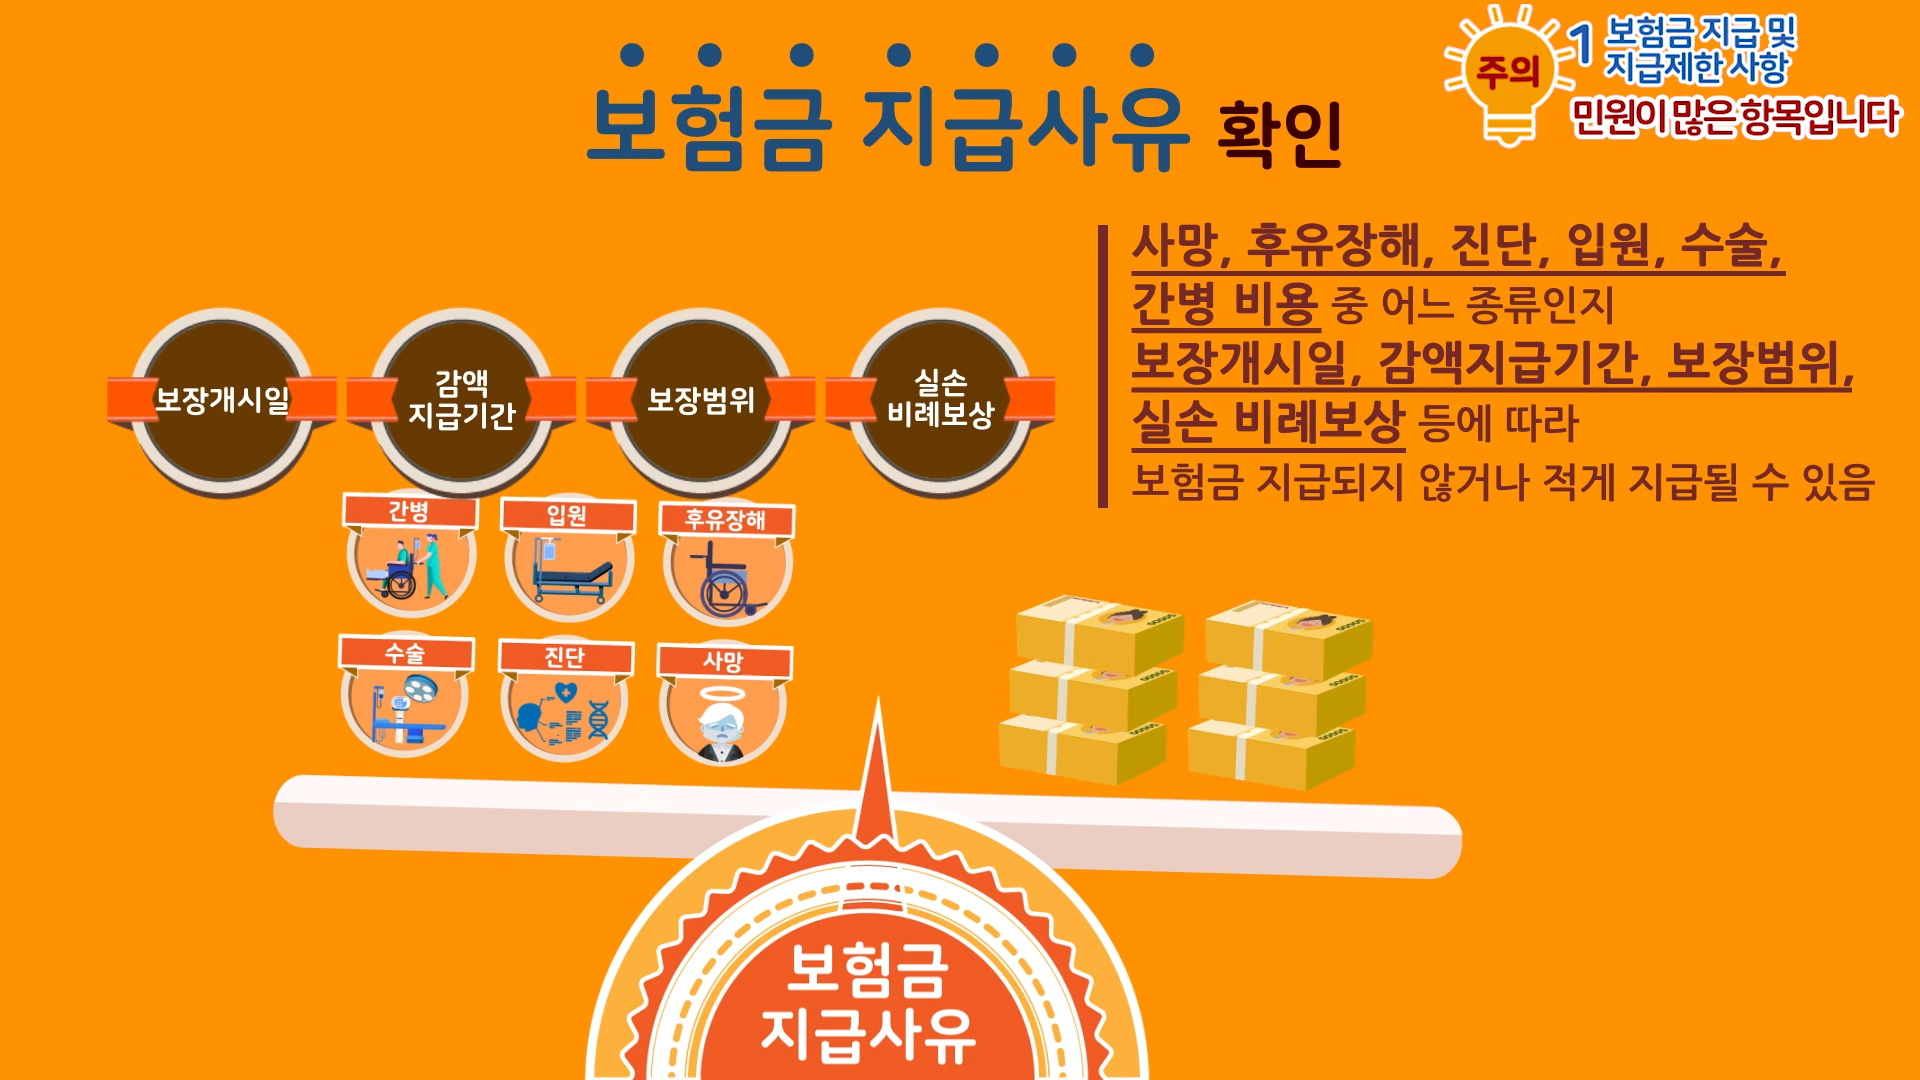 보험금 지급사유 확인
주의
1 보험금 지급 및
지급제한 사항
민원이 많은 항목입니다
사망, 후유장해, 진단, 입원, 수술,
간병 비용 중 어느 종류인지
보장개시일, 감액지급기간, 보장범위,
실손 비례보상 등에 따라
보험금 지급되지 않거나 적게 지급될 수 있음
보장개시일
감액
지급기간
보장범위
실손
비례보상
간병
입원
후유장해
수술
진단
사망
50000
50000
50000
50000
50000
50000
보험금
지급사유